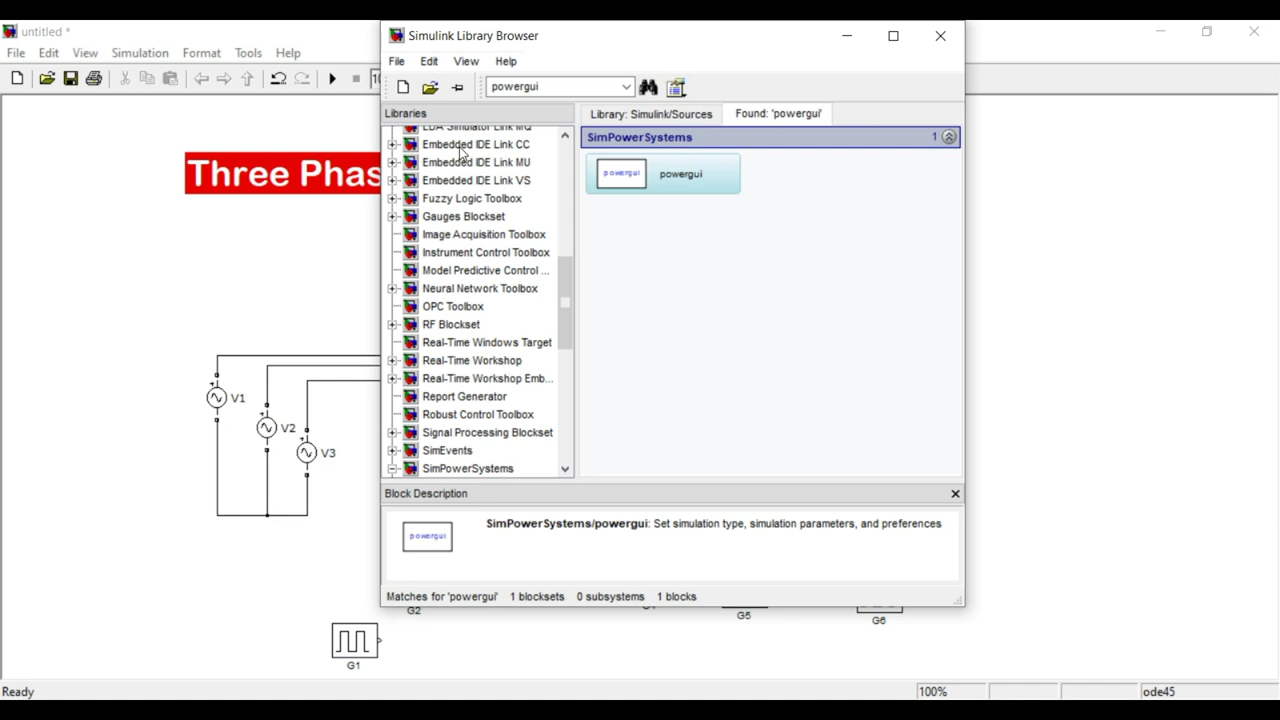 untitled *
File Edit View Simulation Format Tools Help
Three Phas
V1
V2
V3
G1
G2
G5
G6
Ready
100%
ode45
Simulink Library Browser
File Edit View Help
powergui
Libraries
Embedded IDE Link CC
Embedded IDE Link MU
Embedded IDE Link VS
Fuzzy Logic Toolbox
Gauges Blockset
Image Acquisition Toolbox
Instrument Control Toolbox
Model Predictive Control ...
Neural Network Toolbox
OPC Toolbox
RF Blockset
Real-Time Windows Target
Real-Time Workshop
Real-Time Workshop Emb...
Report Generator
Robust Control Toolbox
Signal Processing Blockset
SimEvents
SimPowerSystems
Library: Simulink/Sources
Found: 'powergui'
SimPowerSystems 1
powergui powergui
Block Description
powergui
SimPowerSystems/powergui: Set simulation type, simulation parameters, and preferences
Matches for 'powergui' 1 blocksets 0 subsystems 1 blocks